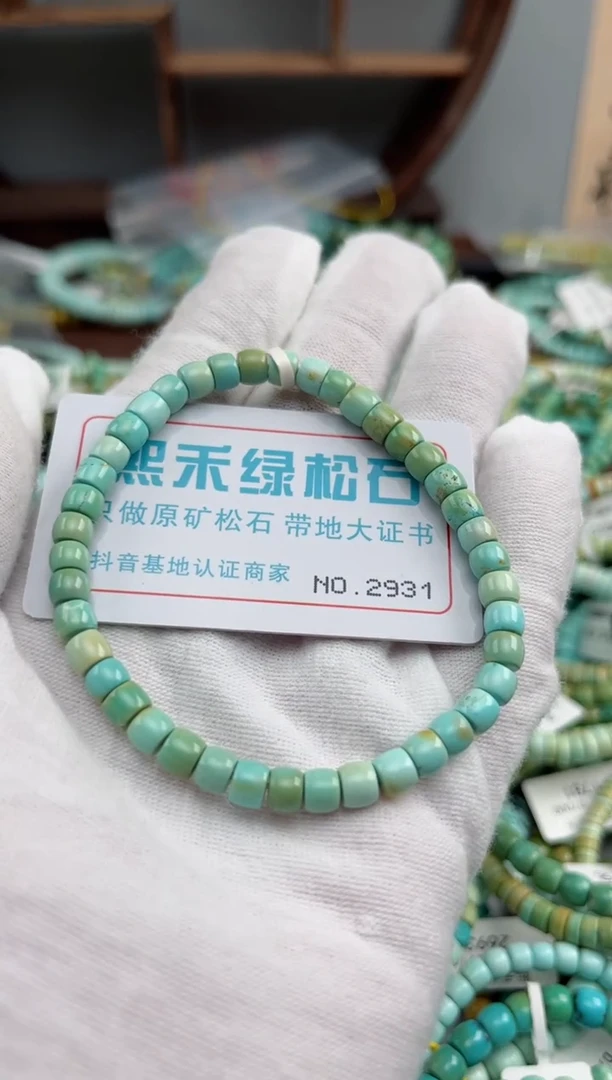 熙禾绿松石
只做原矿松石 带地大证书
抖音基地认证商家
NO.2931